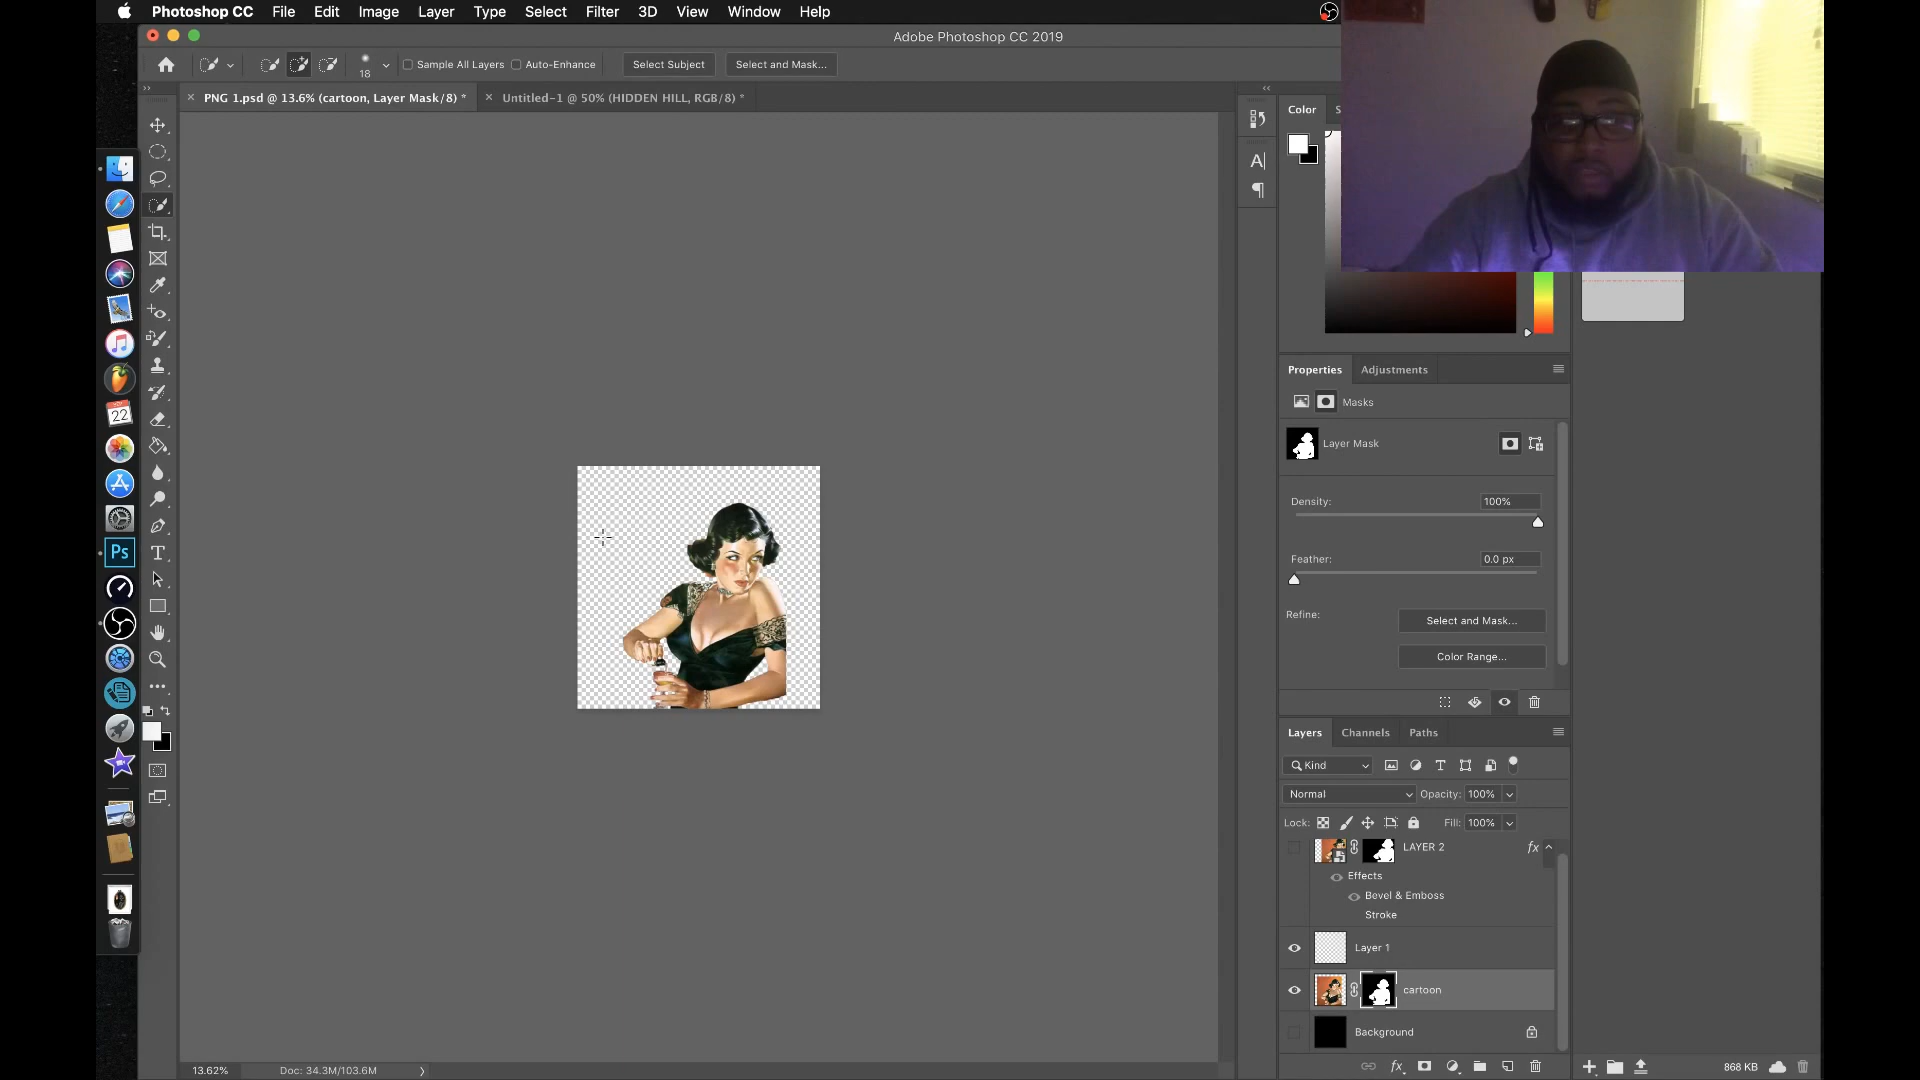 Photoshop CC File Edit Image Layer Type Select Filter 3D View Window Help
Adobe Photoshop CC 2019
18 Sample All Layers Auto-Enhance Select Subject Select and Mask...
PNG 1.psd @ 13.6% (cartoon, Layer Mask/8) * Untitled-1 @ 50% (HIDDEN HILL, RGB/8) *
Color S
Properties Adjustments
Masks
Layer Mask
Density: 100%
Feather: 0.0 px
Refine: Select and Mask...
Color Range...
Layers Channels Paths
Kind
Normal Opacity: 100%
Lock: Fill: 100%
LAYER 2 fx
Effects
Bevel & Emboss
Stroke
Layer 1
cartoon
Background
fx
868 KB
13.62% Doc: 34.3M/103.6M
22
Ps